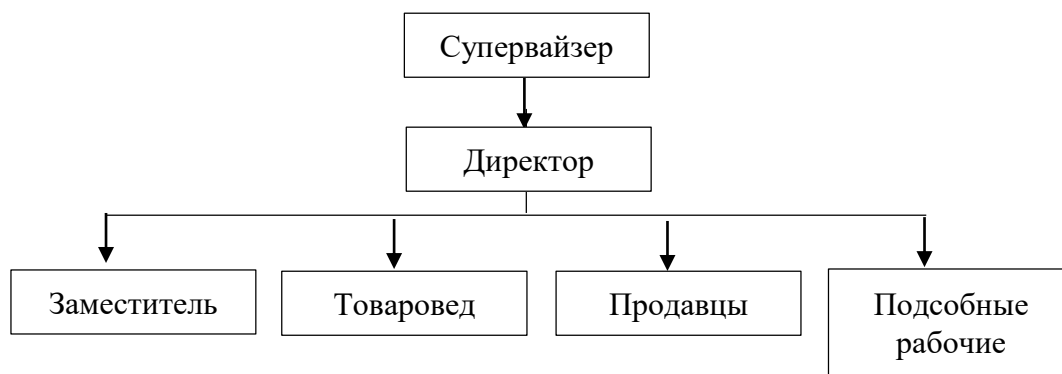 Супервайзер
Директор
Заместитель
Товаровед
Продавцы
Подсобные
рабочие